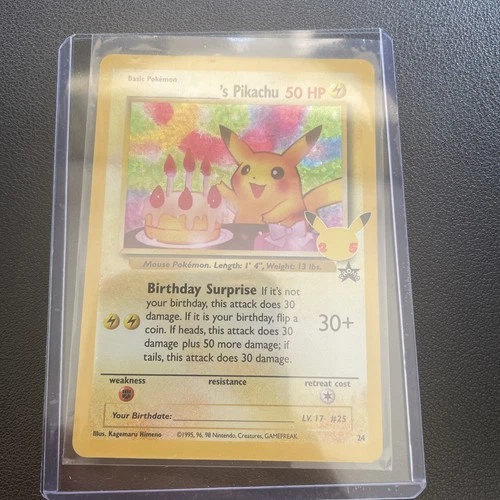 Basic Pokémon
________'s Pikachu 50 HP
Mouse Pokémon. Length: 1' 4", Weight: 13 lbs.
Birthday Surprise If it's not
your birthday, this attack does 30
damage. If it is your birthday, flip a
coin. If heads, this attack does 30
damage plus 50 more damage; if
tails, this attack does 30 damage.
30+
weakness resistance retreat cost
Your Birthdate:
LV. 17 #25
Illus. Kagemaru Himeno ©1995, 96, 98 Nintendo, Creatures, GAMEFREAK 24